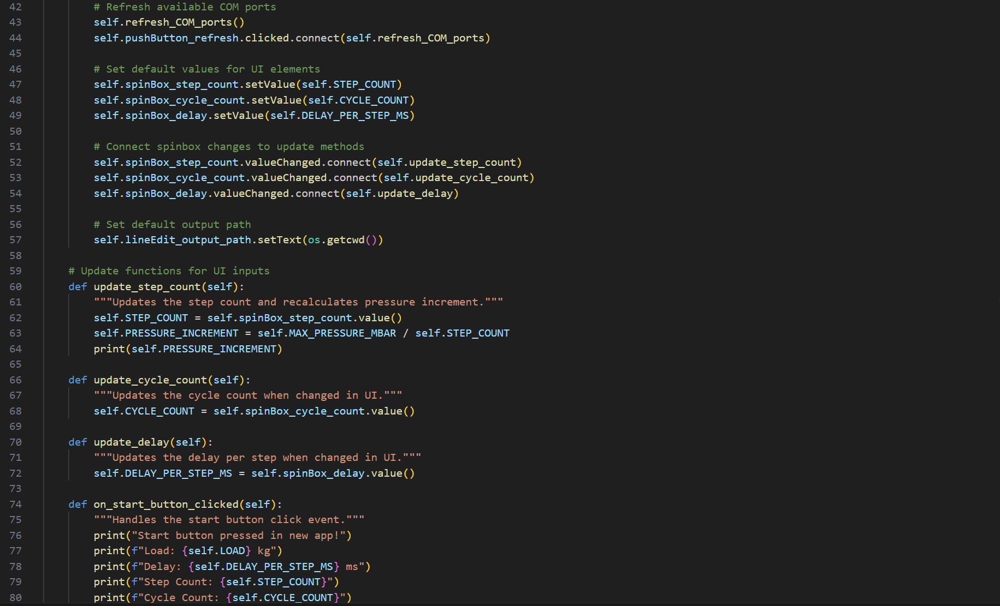 42 # Refresh available COM ports
43 self.refresh_COM_ports()
44 self.pushButton_refresh.clicked.connect(self.refresh_COM_ports)
45
46 # Set default values for UI elements
47 self.spinBox_step_count.setValue(self.STEP_COUNT)
48 self.spinBox_cycle_count.setValue(self.CYCLE_COUNT)
49 self.spinBox_delay.setValue(self.DELAY_PER_STEP_MS)
50
51 # Connect spinbox changes to update methods
52 self.spinBox_step_count.valueChanged.connect(self.update_step_count)
53 self.spinBox_cycle_count.valueChanged.connect(self.update_cycle_count)
54 self.spinBox_delay.valueChanged.connect(self.update_delay)
55
56 # Set default output path
57 self.lineEdit_output_path.setText(os.getcwd())
58
59 # Update functions for UI inputs
60 def update_step_count(self):
61 """Updates the step count and recalculates pressure increment."""
62 self.STEP_COUNT = self.spinBox_step_count.value()
63 self.PRESSURE_INCREMENT = self.MAX_PRESSURE_MBAR / self.STEP_COUNT
64 print(self.PRESSURE_INCREMENT)
65
66 def update_cycle_count(self):
67 """Updates the cycle count when changed in UI."""
68 self.CYCLE_COUNT = self.spinBox_cycle_count.value()
69
70 def update_delay(self):
71 """Updates the delay per step when changed in UI."""
72 self.DELAY_PER_STEP_MS = self.spinBox_delay.value()
73
74 def on_start_button_clicked(self):
75 """Handles the start button click event."""
76 print("Start button pressed in new app!")
77 print(f"Load: {self.LOAD} kg")
78 print(f"Delay: {self.DELAY_PER_STEP_MS} ms")
79 print(f"Step Count: {self.STEP_COUNT}")
80 print(f"Cycle Count: {self.CYCLE_COUNT}")